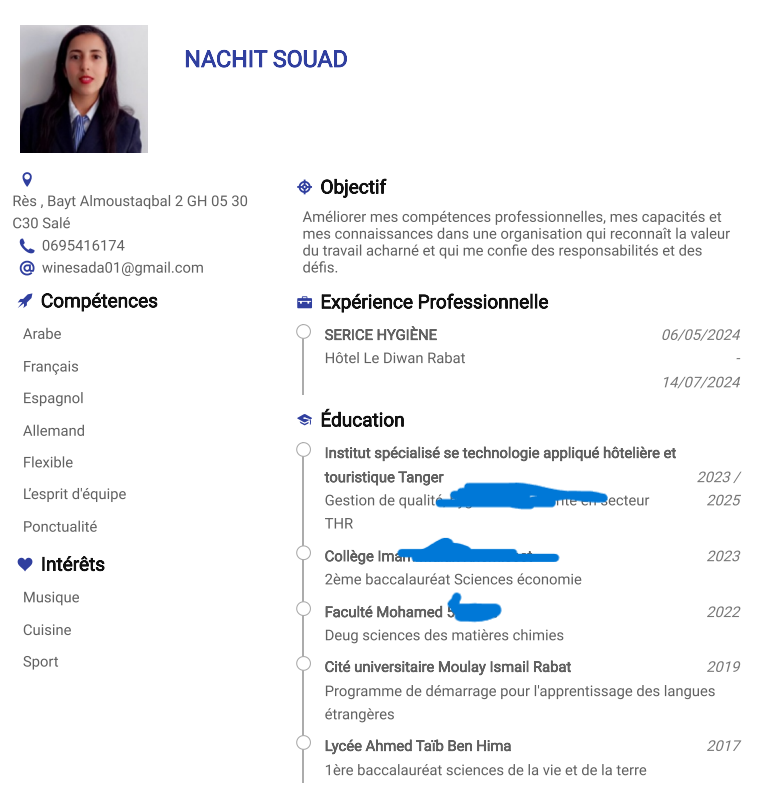 NACHIT SOUAD
Rès , Bayt Almoustaqbal 2 GH 05 30
C30 Salé
0695416174
winesada01@gmail.com
Compétences
Arabe
Français
Espagnol
Allemand
Flexible
L'esprit d'équipe
Ponctualité
Intérêts
Musique
Cuisine
Sport
Objectif
Améliorer mes compétences professionnelles, mes capacités et
mes connaissances dans une organisation qui reconnaît la valeur
du travail acharné et qui me confie des responsabilités et des
défis.
Expérience Professionnelle
SERICE HYGIÈNE 06/05/2024
Hôtel Le Diwan Rabat -
14/07/2024
Éducation
Institut spécialisé se technologie appliqué hôtelière et
touristique Tanger 2023 /
Gestion de qualité en secteur 2025
THR
Collège 2023
2ème baccalauréat Sciences économie
Faculté Mohamed 5 2022
Deug sciences des matières chimies
Cité universitaire Moulay Ismail Rabat 2019
Programme de démarrage pour l'apprentissage des langues
étrangères
Lycée Ahmed Taïb Ben Hima 2017
1ère baccalauréat sciences de la vie et de la terre